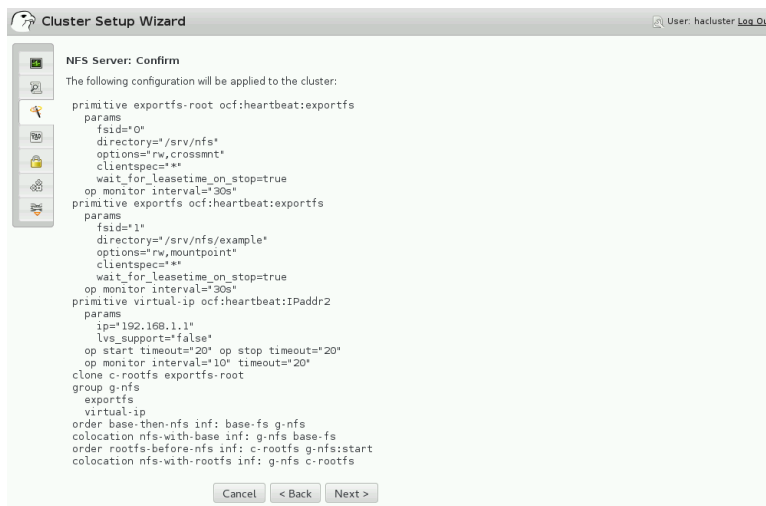 Cluster Setup Wizard
User: hacluster Log Ou
NFS Server: Confirm
The following configuration will be applied to the cluster:
primitive exportfs-root ocf:heartbeat:exportfs
params
fsid="0"
directory="/srv/nfs"
options="rw,crossmnt"
clientspec="*"
wait_for_leasetime_on_stop=true
op monitor interval="30s"
primitive exportfs ocf:heartbeat:exportfs
params
fsid="1"
directory="/srv/nfs/example"
options="rw,mountpoint"
clientspec="*"
wait_for_leasetime_on_stop=true
op monitor interval="30s"
primitive virtual-ip ocf:heartbeat:IPaddr2
params
ip="192.168.1.1"
lvs_support="false"
op start timeout="20" op stop timeout="20"
op monitor interval="10" timeout="20"
clone c-rootfs exportfs-root
group g-nfs
exportfs
virtual-ip
order base-then-nfs inf: base-fs g-nfs
colocation nfs-with-base inf: g-nfs base-fs
order rootfs-before-nfs inf: c-rootfs g-nfs:start
colocation nfs-with-rootfs inf: g-nfs c-rootfs
Cancel < Back Next >